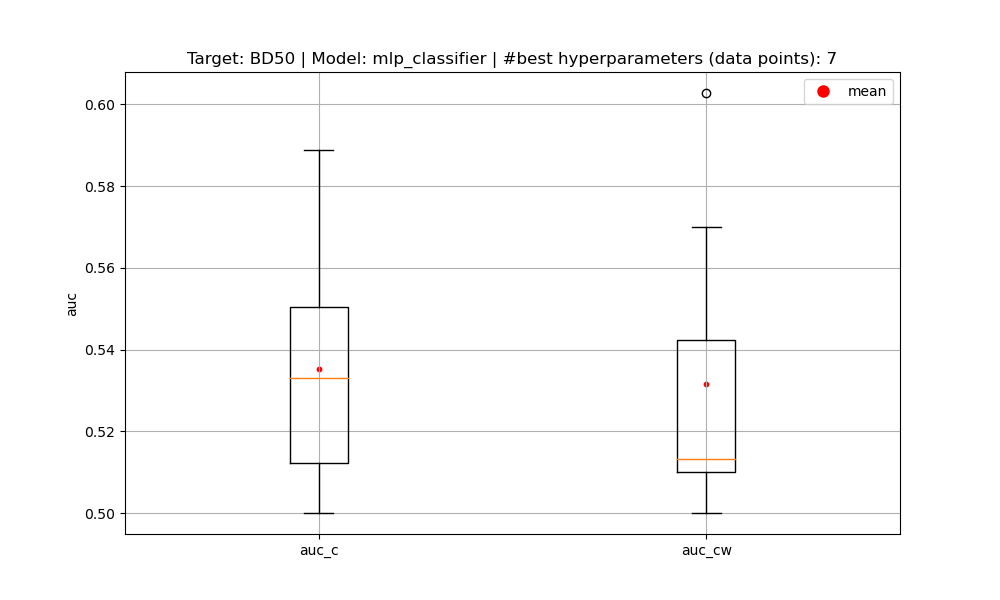 Target: BD50 | Model: mlp_classifier | #best hyperparameters (data points): 7
mean
0.60
0.58
0.56
0.54
0.52
0.50
auc
auc_c
auc_cw